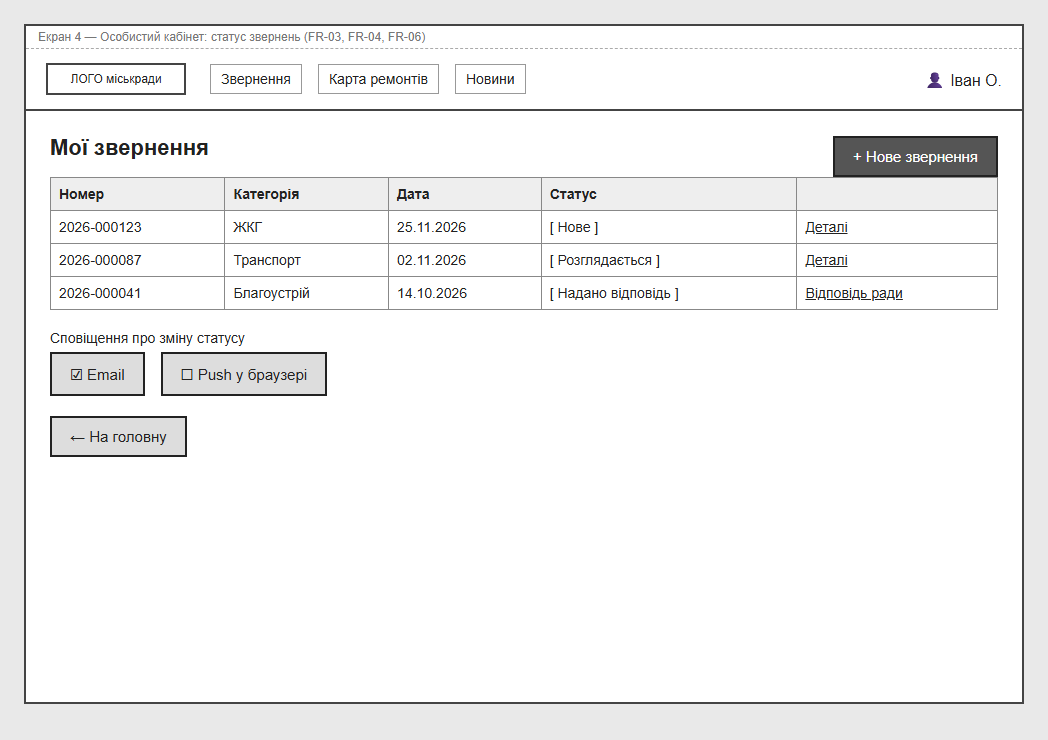 Екран 4 — Особистий кабінет: статус звернень (FR-03, FR-04, FR-06)
ЛОГО міськради Звернення Карта ремонтів Новини Іван О.
Мої звернення
+ Нове звернення
Номер Категорія Дата Статус
2026-000123 ЖКГ 25.11.2026 [ Нове ] Деталі
2026-000087 Транспорт 02.11.2026 [ Розглядається ] Деталі
2026-000041 Благоустрій 14.10.2026 [ Надано відповідь ] Відповідь ради
Сповіщення про зміну статусу
☑ Email ☐ Push у браузері
← На головну